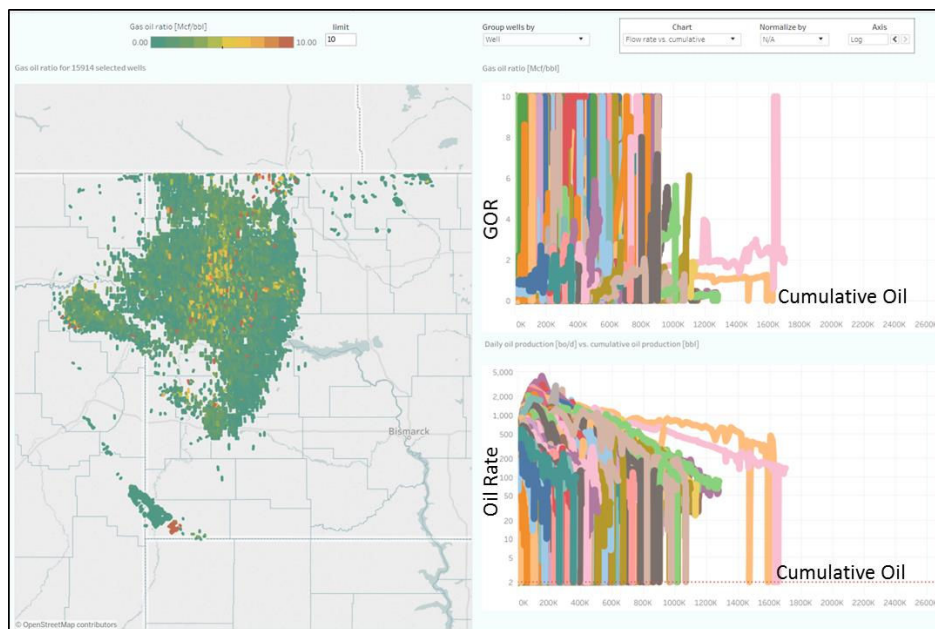 Gas oil ratio [Mcf/bbl]
0.00 10.00
limit
10
Group wells by
Well
Chart
Flow rate vs. cumulative
Normalize by
N/A
Axis
Log
Gas oil ratio for 15914 selected wells
Gas oil ratio [Mcf/bbl]
10
8
6
4
2
0
GOR
Cumulative Oil
0K 200K 400K 600K 800K 1000K 1200K 1400K 1600K 1800K 2000K 2200K 2400K 2600K
Daily oil production [bo/d] vs. cumulative oil production [bbl]
5,000
2,000
1,000
500
200
100
50
20
10
5
2
Oil Rate
Cumulative Oil
0K 200K 400K 600K 800K 1000K 1200K 1400K 1600K 1800K 2000K 2200K 2400K 2600K
Bismarck
© OpenStreetMap contributors